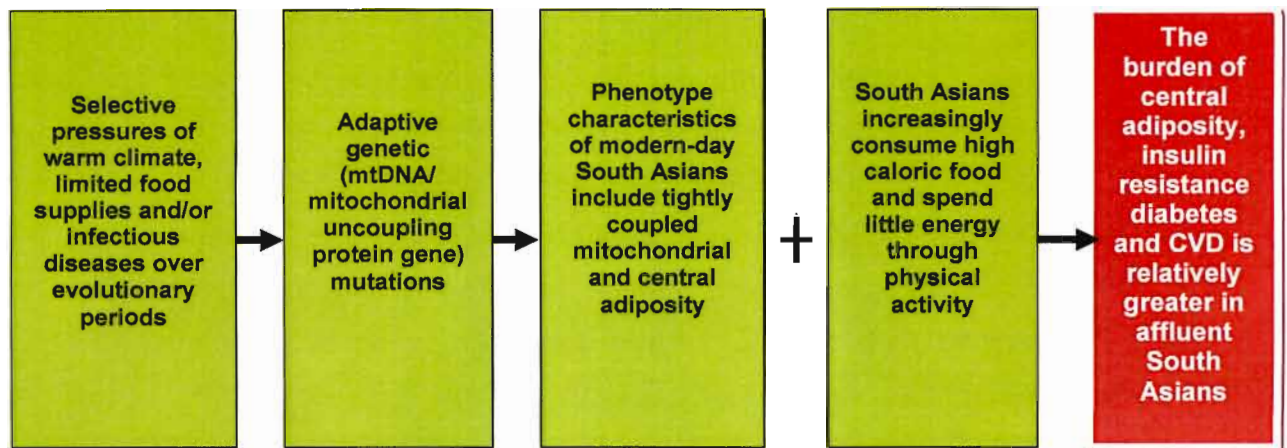 Selective
pressures of
warm climate,
limited food
supplies and/or
infectious
diseases over
evolutionary
periods
Adaptive
genetic
(mtDNA/
mitochondrial
uncoupling
protein gene)
mutations
Phenotype
characteristics
of modern-day
South Asians
include tightly
coupled
mitochondrial
and central
adiposity
+
South Asians
increasingly
consume high
caloric food
and spend
little energy
through
physical
activity
The
burden of
central
adiposity,
insulin
resistance
diabetes
and CVD is
relatively
greater in
affluent
South
Asians